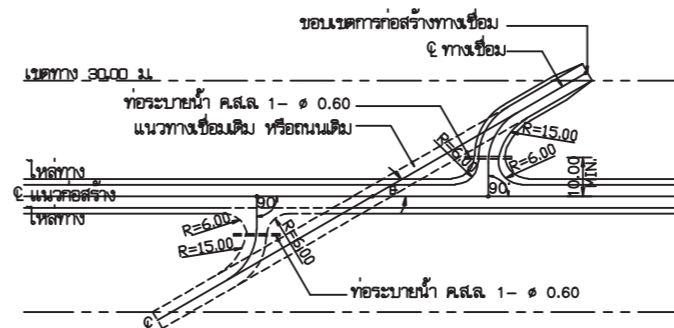 ขอบเขตการก่อสร้างทางเชื่อม
℄ ทางเชื่อม
เขตทาง 30.00 ม.
ท่อระบายน้ำ ค.ส.ล. 1- ø 0.60
แนวทางเชื่อมเดิม หรือถนนเดิม
R=15.00
R=6.00
R=6.00
10.00
MIN.
ไหล่ทาง
θ
90
℄ แนวก่อสร้าง
90
ไหล่ทาง
R=6.00
R=15.00
R=6.00
ท่อระบายน้ำ ค.ส.ล. 1- ø 0.60
℄